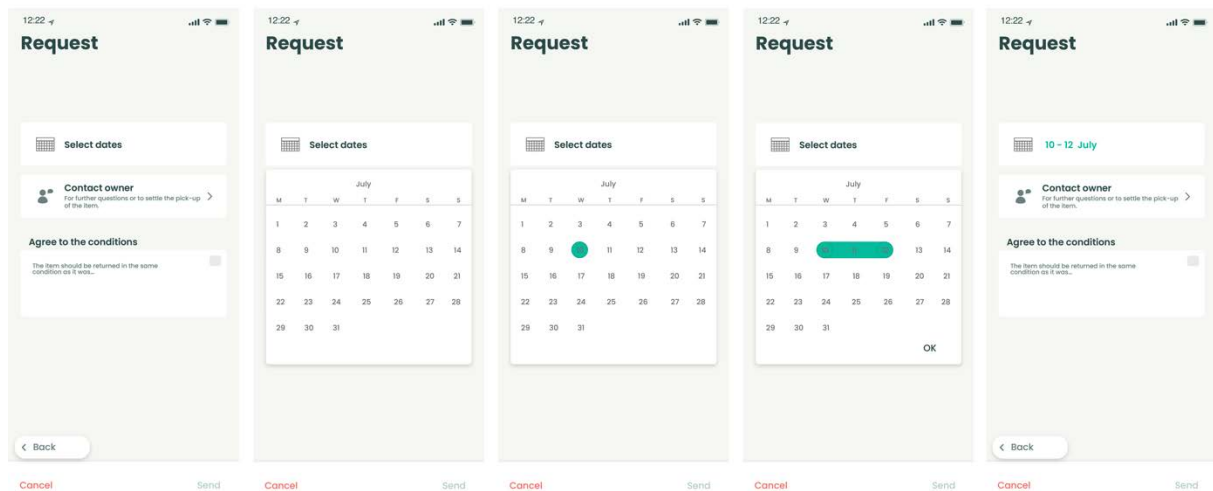 12:22
Request
Select dates
Contact owner
For further questions or to settle the pick-up
of the item.
Agree to the conditions
The item should be returned in the same
condition as it was...
Back
Cancel Send
12:22
Request
Select dates
July
M T W T F S S
1 2 3 4 5 6 7
8 9 10 11 12 13 14
15 16 17 18 19 20 21
22 23 24 25 26 27 28
29 30 31
Cancel Send
12:22
Request
Select dates
July
M T W T F S S
1 2 3 4 5 6 7
8 9 10 11 12 13 14
15 16 17 18 19 20 21
22 23 24 25 26 27 28
29 30 31
Cancel Send
12:22
Request
Select dates
July
M T W T F S S
1 2 3 4 5 6 7
8 9 10 11 12 13 14
15 16 17 18 19 20 21
22 23 24 25 26 27 28
29 30 31
OK
Cancel Send
12:22
Request
10 - 12 July
Contact owner
For further questions or to settle the pick-up
of the item.
Agree to the conditions
The item should be returned in the same
condition as it was...
Back
Cancel Send